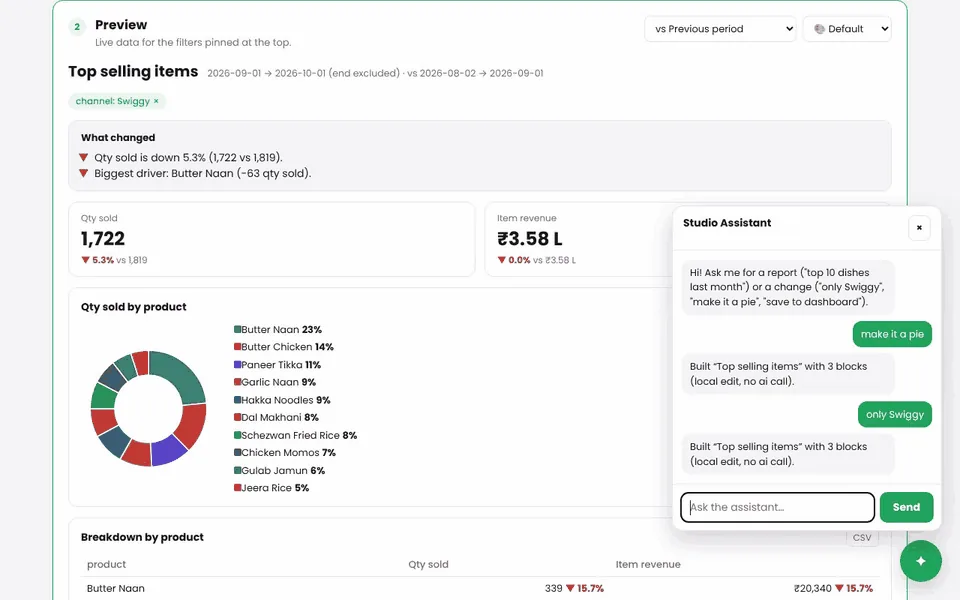 2 Preview
Live data for the filters pinned at the top.
vs Previous period
Default
Top selling items 2026-09-01 → 2026-10-01 (end excluded) · vs 2026-08-02 → 2026-09-01
channel: Swiggy ×
What changed
▼ Qty sold is down 5.3% (1,722 vs 1,819).
▼ Biggest driver: Butter Naan (-63 qty sold).
Qty sold
1,722
▼ 5.3% vs 1,819
Item revenue
₹3.58 L
▼ 0.0% vs ₹3.58 L
Qty sold by product
Butter Naan 23%
Butter Chicken 14%
Paneer Tikka 11%
Garlic Naan 9%
Hakka Noodles 9%
Dal Makhani 8%
Schezwan Fried Rice 8%
Chicken Momos 7%
Gulab Jamun 6%
Jeera Rice 5%
Breakdown by product
CSV
product Qty sold Item revenue
Butter Naan 339 ▼ 15.7% ₹20,340 ▼ 15.7%
Studio Assistant
×
Hi! Ask me for a report ("top 10 dishes
last month") or a change ("only Swiggy",
"make it a pie", "save to dashboard").
make it a pie
Built “Top selling items” with 3 blocks
(local edit, no ai call).
only Swiggy
Built “Top selling items” with 3 blocks
(local edit, no ai call).
Ask the assistant…
Send